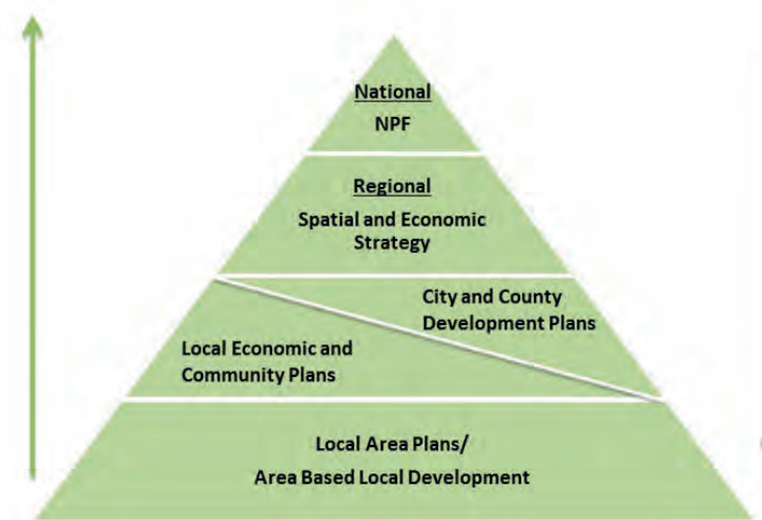 National
NPF
Regional
Spatial and Economic
Strategy
City and County
Development Plans
Local Economic and
Community Plans
Local Area Plans/
Area Based Local Development